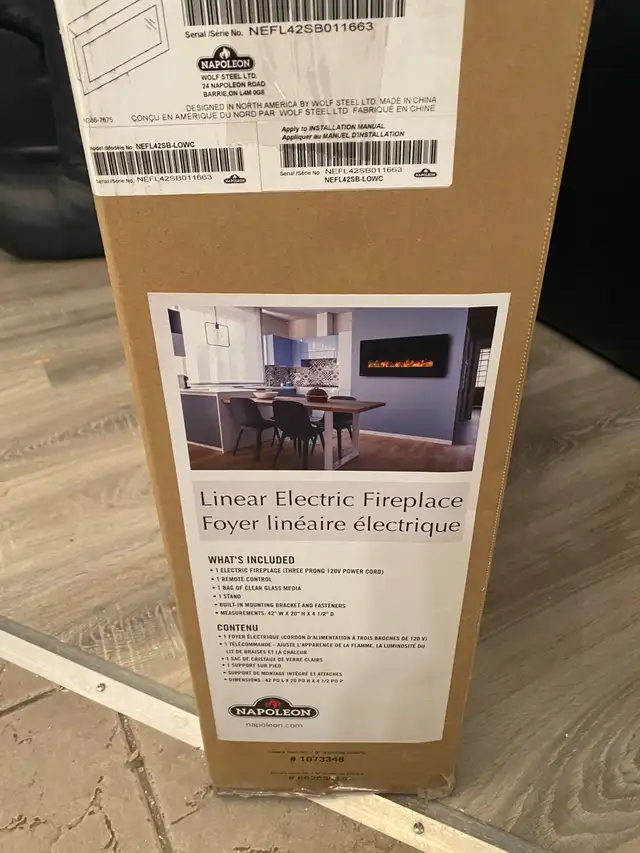 Serial /Série No. NEFL42SB011663
NAPOLEON
WOLF STEEL LTD.
24 NAPOLEON ROAD
BARRIE, ON L4M 0G8
DESIGNED IN NORTH AMERICA BY WOLF STEEL LTD. MADE IN CHINA
CONÇU EN AMÉRIQUE DU NORD PAR WOLF STEEL LTD. FABRIQUÉ EN CHINE
Model /Modèle No. NEFL42SB-LOWC
Serial /Série No. NEFL42SB011663
NAPOLEON
Apply to INSTALLATION MANUAL
Appliquer au MANUEL D'INSTALLATION
Serial /Série No. NEFL42SB011663
NEFL42SB-LOWC
NAPOLEON
Linear Electric Fireplace
Foyer linéaire électrique
WHAT'S INCLUDED
• 1 ELECTRIC FIREPLACE (THREE PRONG 120V POWER CORD)
• 1 REMOTE CONTROL
• 1 BAG OF CLEAR GLASS MEDIA
• 1 STAND
• BUILT-IN MOUNTING BRACKET AND FASTENERS
• MEASUREMENTS: 42" W X 20" H X 4 1/2" D
CONTENU
• 1 FOYER ÉLECTRIQUE (CORDON D'ALIMENTATION À TROIS BROCHES DE 120 V)
• 1 TÉLÉCOMMANDE - AJUSTE L'APPARENCE DE LA FLAMME, LA LUMINOSITÉ DU
LIT DE BRAISES ET LA CHALEUR
• 1 SAC DE CRISTAUX DE VERRE CLAIRS
• 1 SUPPORT SUR PIED
• SUPPORT DE MONTAGE INTÉGRÉ ET ATTACHES
• DIMENSIONS: 42 PO L X 20 PO H X 4 1/2 PO P
NAPOLEON
napoleon.com
# 1073348